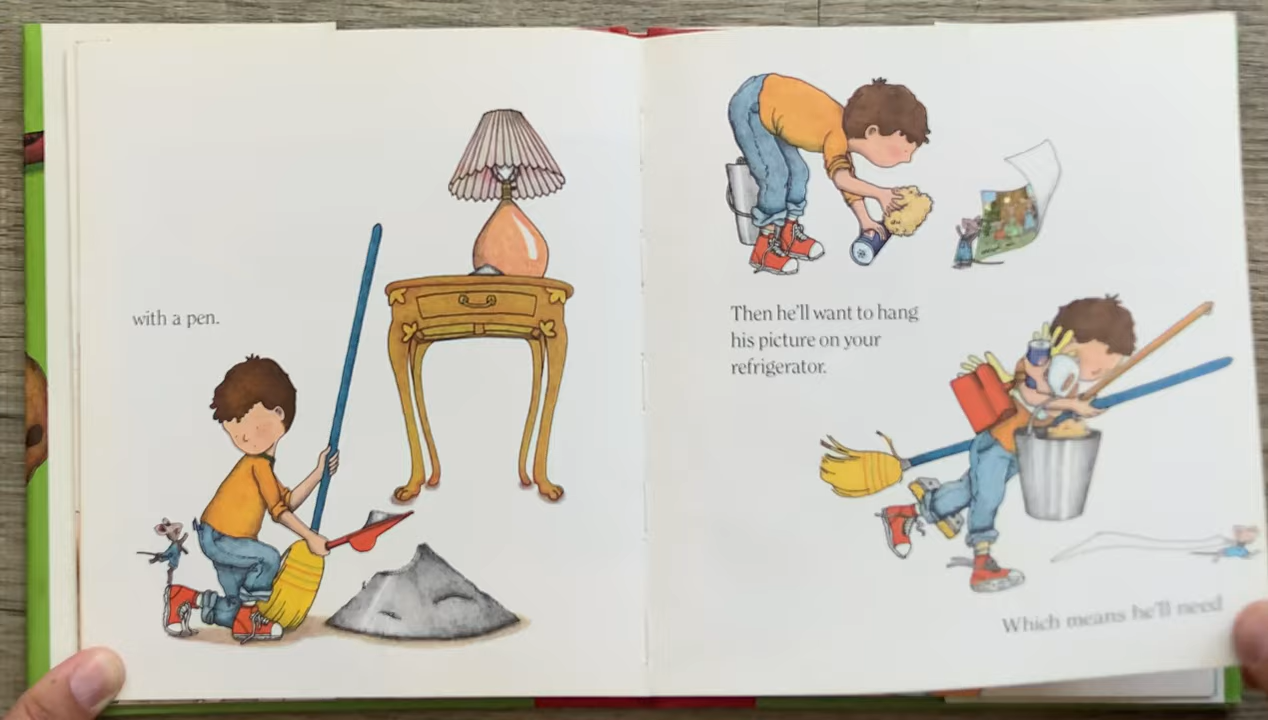 with a pen.
Then he'll want to hang
his picture on your
refrigerator.
Which means he'll need